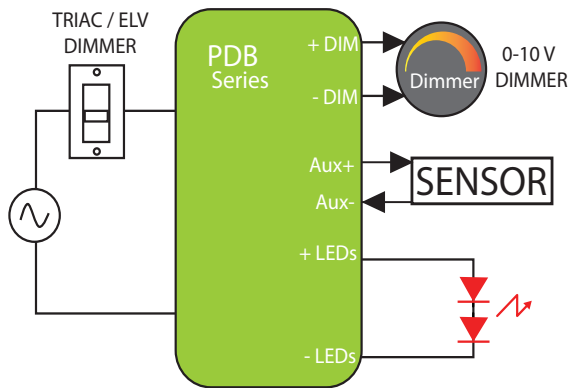 TRIAC / ELV
DIMMER
PDB
Series
+ DIM
- DIM
Dimmer
0-10 V
DIMMER
Aux+
Aux-
SENSOR
+ LEDs
- LEDs